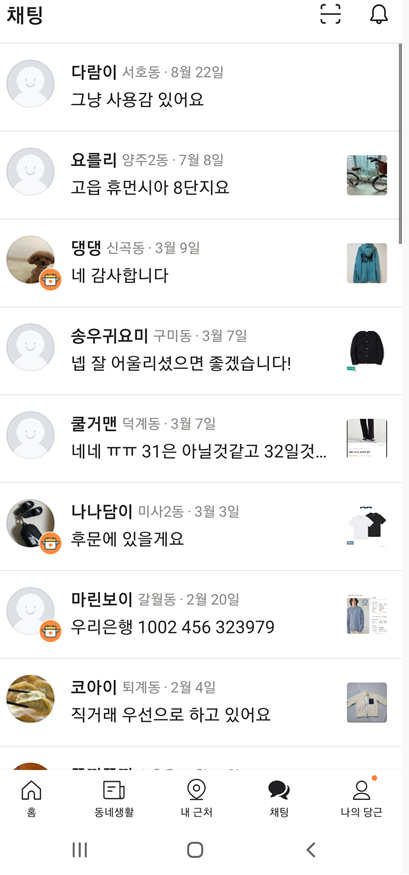 채팅
다람이 서호동 · 8월 22일
그냥 사용감 있어요
요를리 양주2동 · 7월 8일
고읍 휴먼시아 8단지요
댕댕 신곡동 · 3월 9일
네 감사합니다
송우귀요미 구미동 · 3월 7일
넵 잘 어울리셨으면 좋겠습니다!
쿨거맨 덕계동 · 3월 7일
네네 ㅠㅠ 31은 아닐것같고 32일것...
나나담이 미사2동 · 3월 3일
후문에 있을게요
마린보이 갈월동 · 2월 20일
우리은행 1002 456 323979
코아이 퇴계동 · 2월 4일
직거래 우선으로 하고 있어요
홈 동네생활 내 근처 채팅 나의 당근